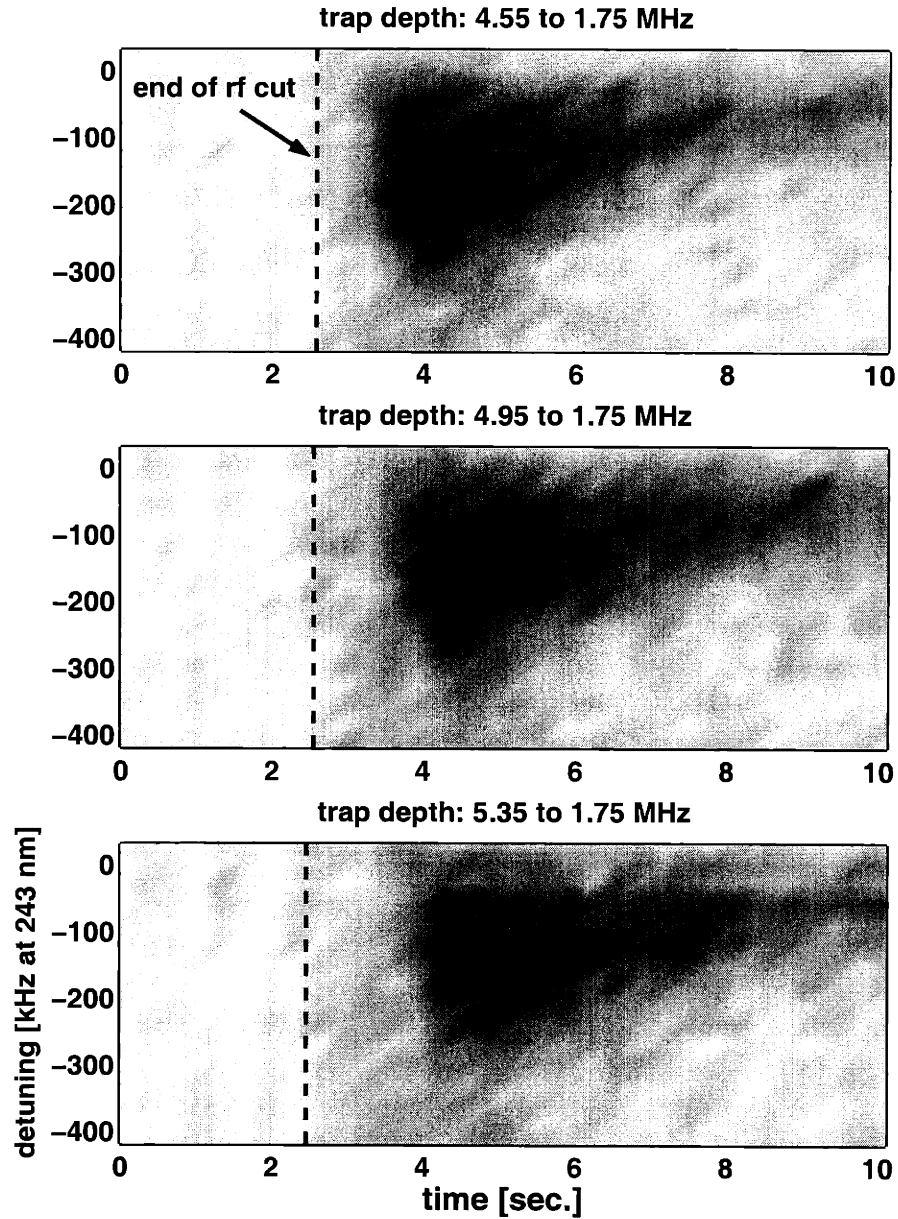 trap depth: 4.55 to 1.75 MHz
end of rf cut
0
−100
−200
−300
−400
0 2 4 6 8 10
trap depth: 4.95 to 1.75 MHz
0
−100
−200
−300
−400
0 2 4 6 8 10
trap depth: 5.35 to 1.75 MHz
detuning [kHz at 243 nm]
0
−100
−200
−300
−400
0 2 4 6 8 10
time [sec.]